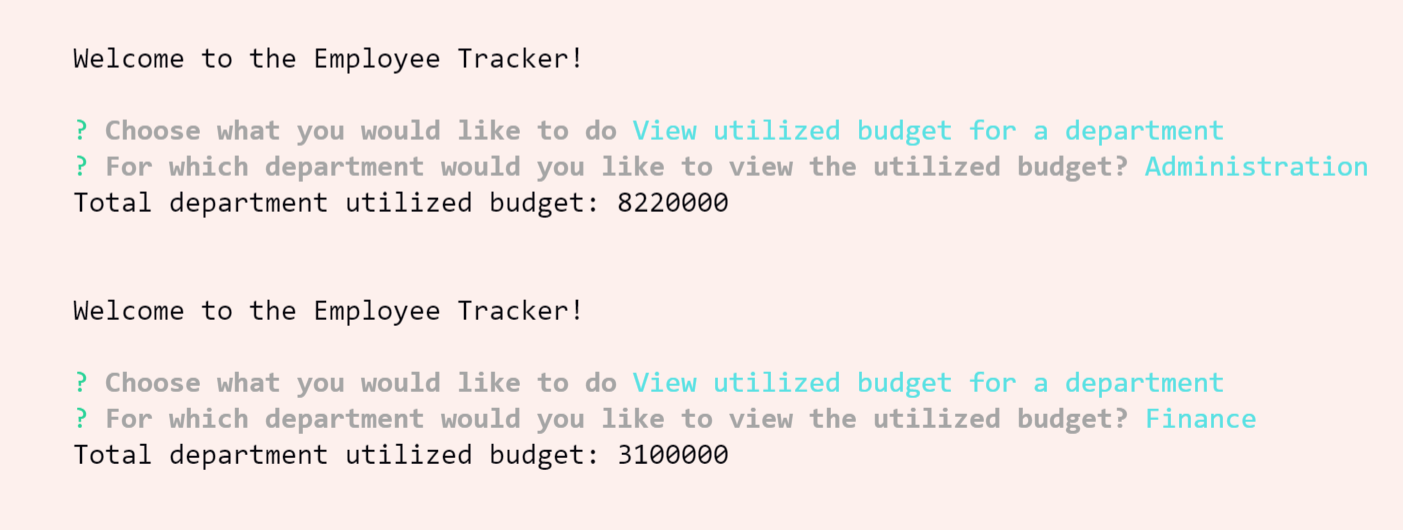 Welcome to the Employee Tracker!
? Choose what you would like to do View utilized budget for a department
? For which department would you like to view the utilized budget? Administration
Total department utilized budget: 8220000
Welcome to the Employee Tracker!
? Choose what you would like to do View utilized budget for a department
? For which department would you like to view the utilized budget? Finance
Total department utilized budget: 3100000